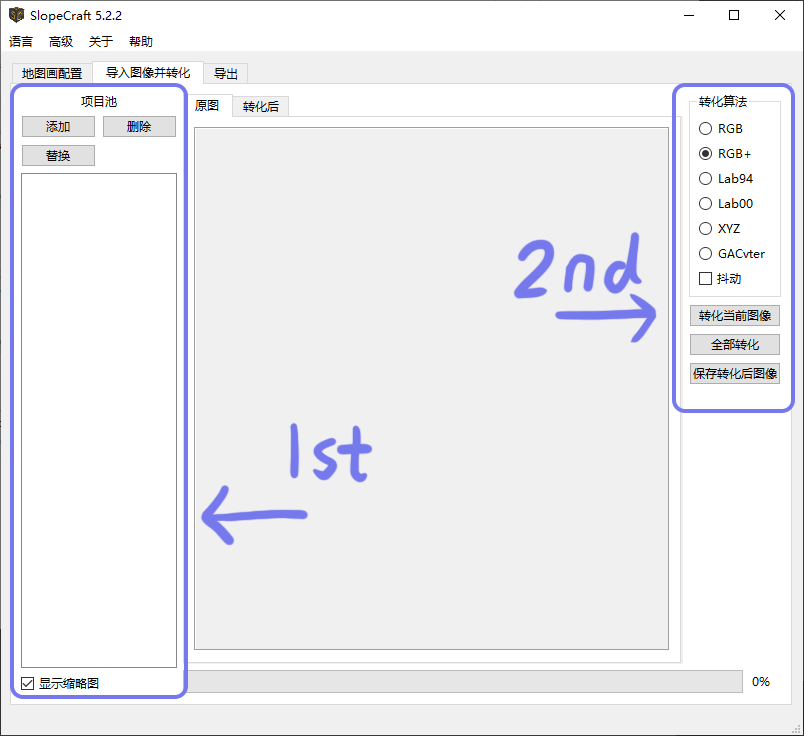 SlopeCraft 5.2.2
语言 高级 关于 帮助
地图画配置 导入图像并转化 导出
项目池
添加 删除
替换
显示缩略图
原图 转化后
1st
2nd
转化算法
RGB
RGB+
Lab94
Lab00
XYZ
GACvter
抖动
转化当前图像
全部转化
保存转化后图像
0%